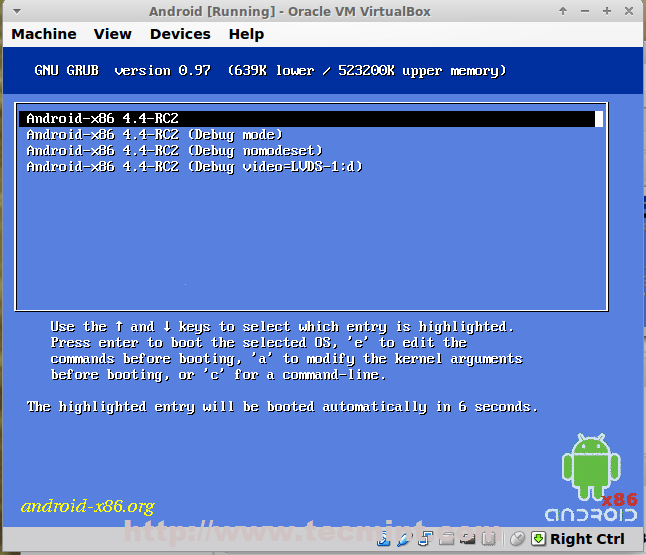 Android [Running] - Oracle VM VirtualBox
Machine View Devices Help
GNU GRUB version 0.97 (639K lower / 523200K upper memory)
Android-x86 4.4-RC2
Android-x86 4.4-RC2 (Debug mode)
Android-x86 4.4-RC2 (Debug nomodeset)
Android-x86 4.4-RC2 (Debug video=LVDS-1:d)
Use the ↑ and ↓ keys to select which entry is highlighted.
Press enter to boot the selected OS, 'e' to edit the
commands before booting, 'a' to modify the kernel arguments
before booting, or 'c' for a command-line.
The highlighted entry will be booted automatically in 6 seconds.
x86
android-x86.org
ANDROID
http://www.tecmint.com
Right Ctrl